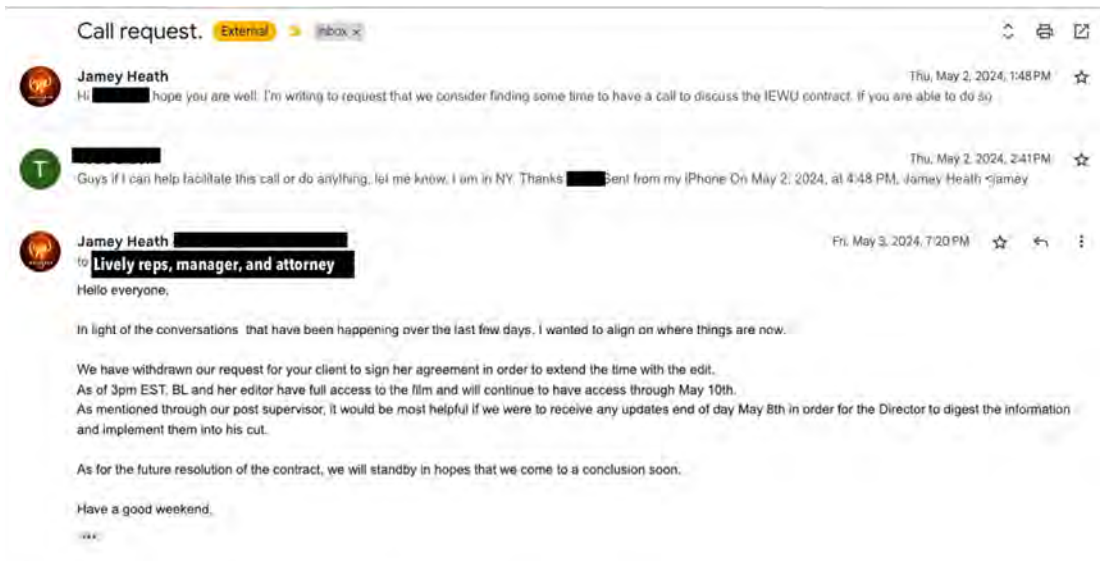 Call request. External Inbox x
Jamey Heath Thu, May 2, 2024, 1:48 PM
Hi hope you are well. I'm writing to request that we consider finding some time to have a call to discuss the IEWU contract. If you are able to do so
T Thu, May 2, 2024, 2:41 PM
Guys if I can help facilitate this call or do anything, let me know. I am in NY. Thanks Sent from my iPhone On May 2, 2024, at 4:48 PM, Jamey Heath <jamey
Jamey Heath Fri, May 3, 2024, 7:20 PM
to Lively reps, manager, and attorney
Hello everyone,
In light of the conversations that have been happening over the last few days, I wanted to align on where things are now.
We have withdrawn our request for your client to sign her agreement in order to extend the time with the edit.
As of 3pm EST, BL and her editor have full access to the film and will continue to have access through May 10th.
As mentioned through our post supervisor, it would be most helpful if we were to receive any updates end of day May 8th in order for the Director to digest the information
and implement them into his cut.
As for the future resolution of the contract, we will standby in hopes that we come to a conclusion soon.
Have a good weekend,